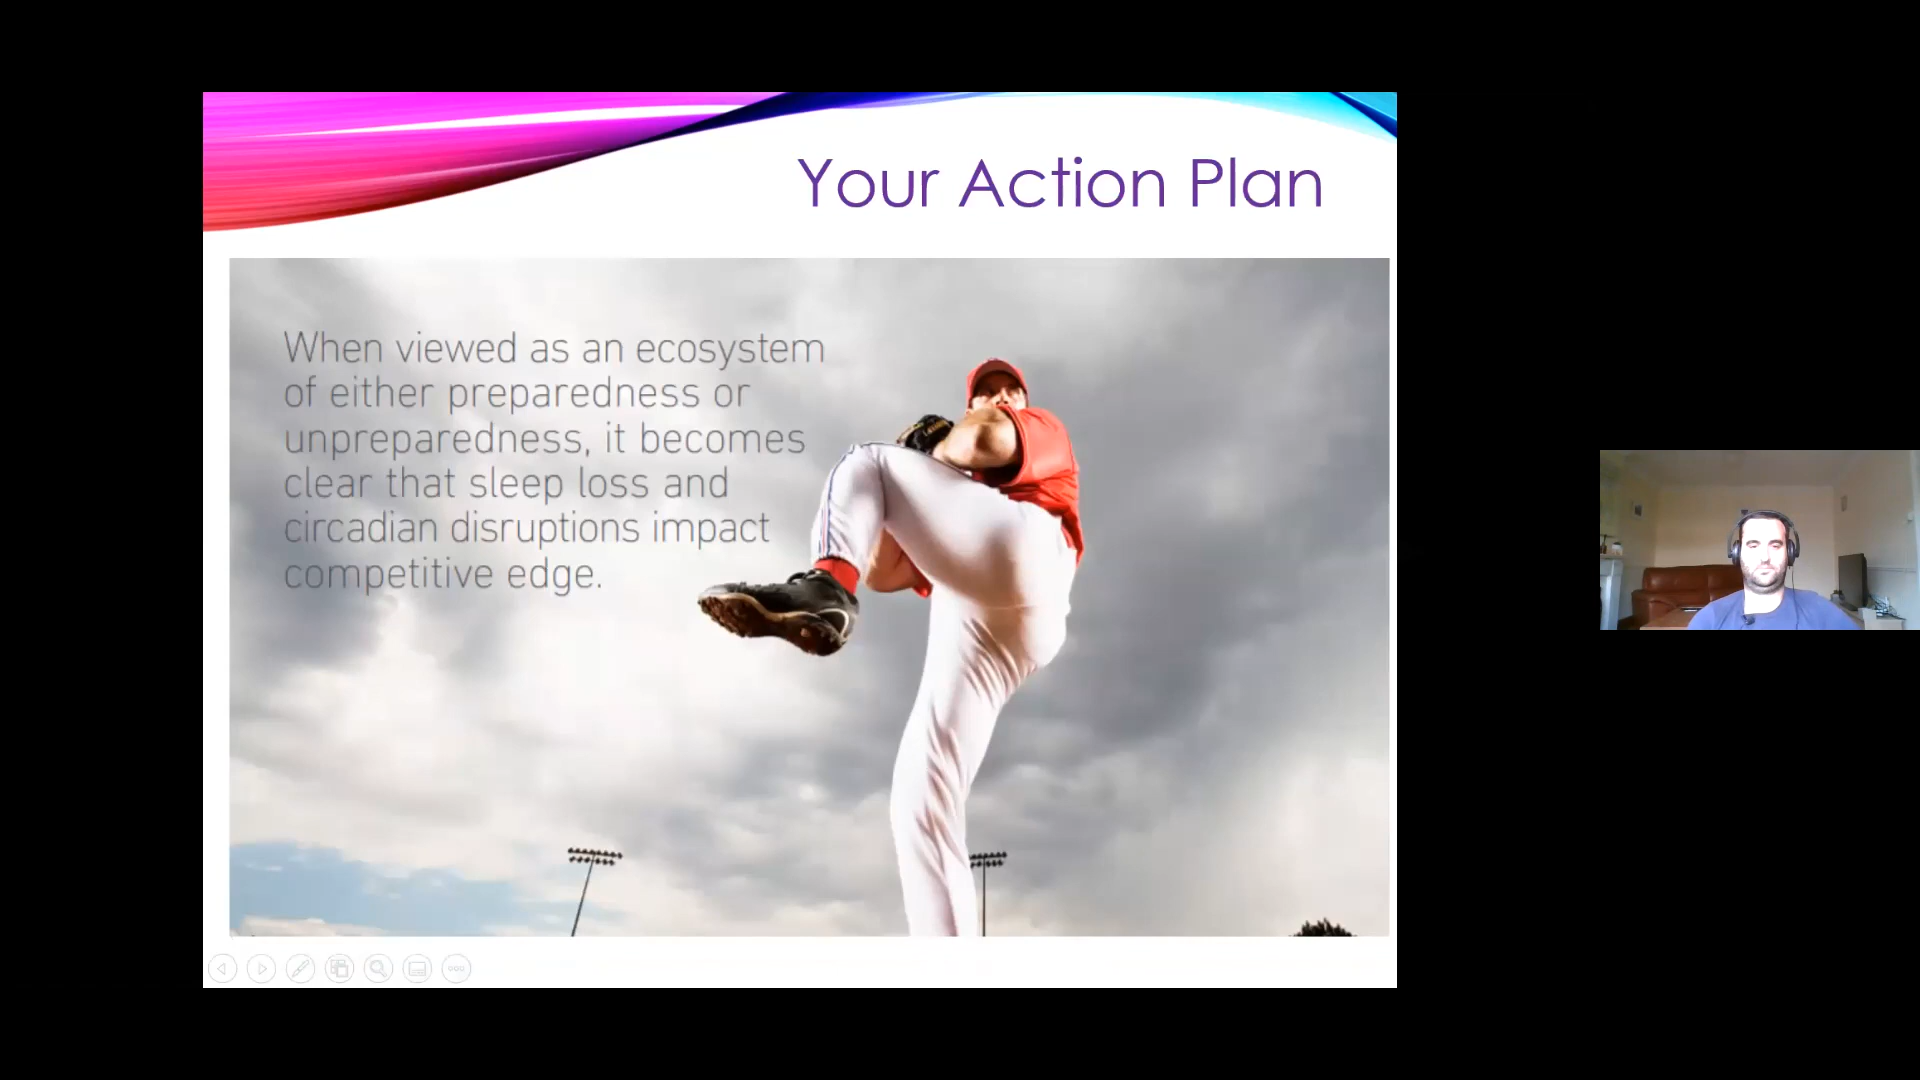 Your Action Plan
When viewed as an ecosystem
of either preparedness or
unpreparedness, it becomes
clear that sleep loss and
circadian disruptions impact
competitive edge.